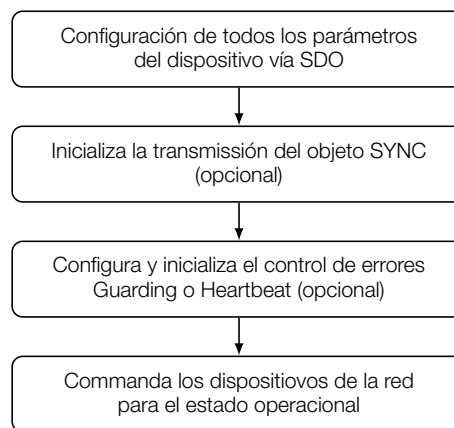 Configuración de todos los parámetros
del dispositivo vía SDO
Inicializa la transmisión del objeto SYNC
(opcional)
Configura y inicializa el control de errores
Guarding o Heartbeat (opcional)
Commanda los dispositiovos de la red
para el estado operacional